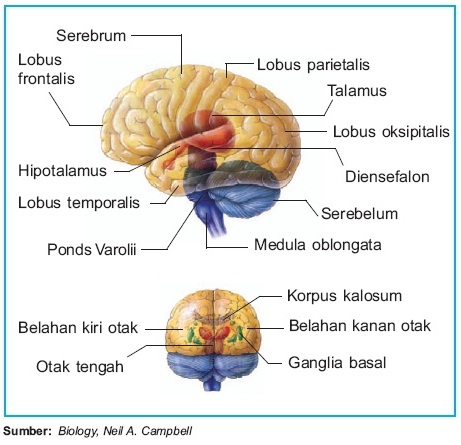 Serebrum
Lobus
frontalis
Lobus parietalis
Talamus
Lobus oksipitalis
Hipotalamus
Diensefalon
Lobus temporalis
Serebelum
Ponds Varolii
Medula oblongata
Korpus kalosum
Belahan kiri otak
Belahan kanan otak
Otak tengah
Ganglia basal
Sumber: Biology, Neil A. Campbell